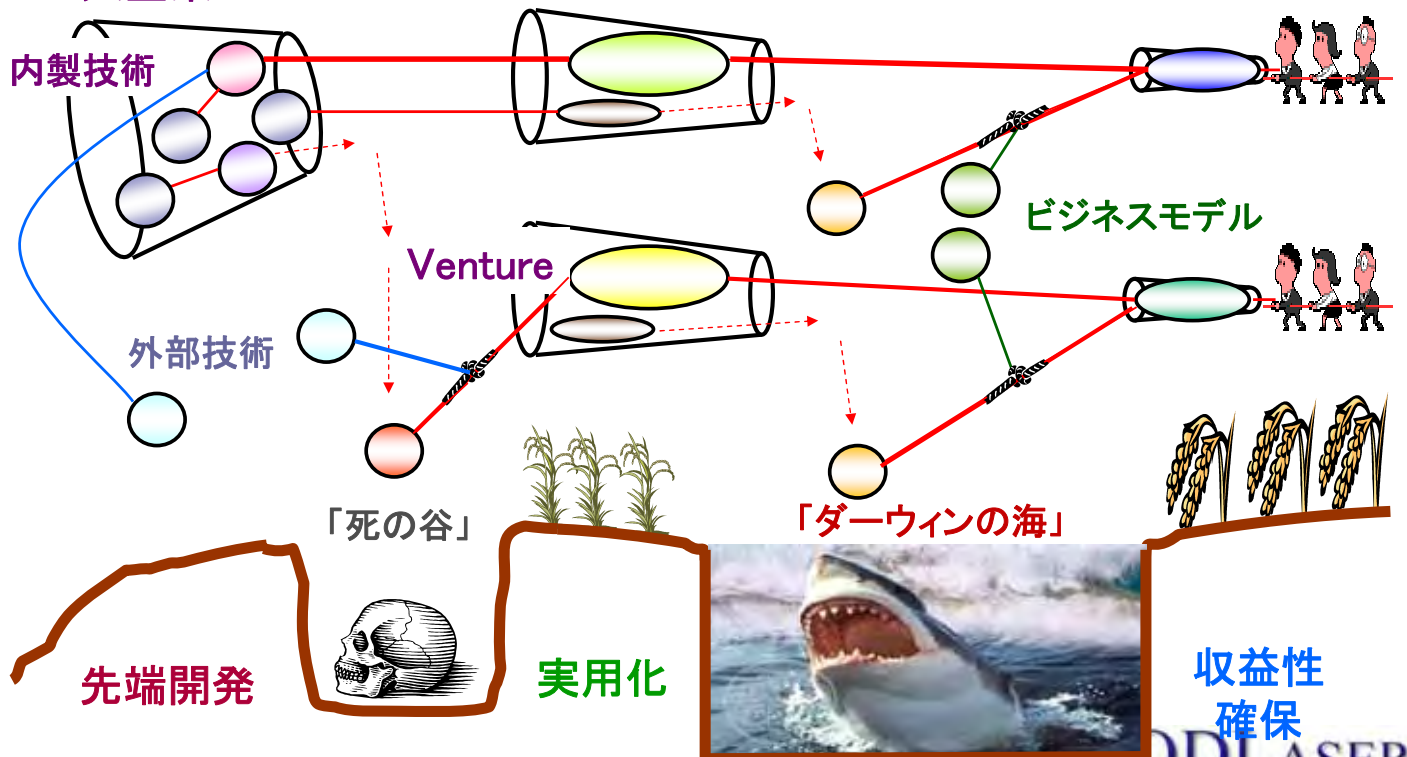 内製技術
Venture
ビジネスモデル
外部技術
「死の谷」
「ダーウィンの海」
先端開発
実用化
収益性
確保